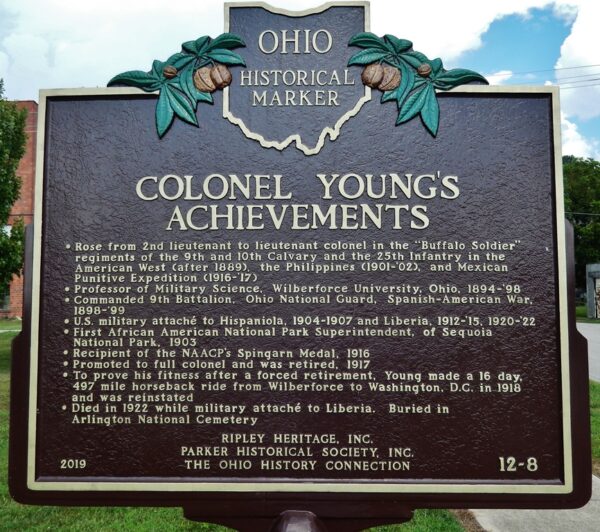 OHIO
HISTORICAL
MARKER
COLONEL YOUNG'S
ACHIEVEMENTS
• Rose from 2nd lieutenant to lieutenant colonel in the "Buffalo Soldier"
regiments of the 9th and 10th Calvary and the 25th Infantry in the
American West (after 1889), the Philippines (1901-'02), and Mexican
Punitive Expedition (1916-'17)
• Professor of Military Science, Wilberforce University, Ohio, 1894-'98
• Commanded 9th Battalion, Ohio National Guard, Spanish-American War,
1898-'99
• U.S. military attaché to Hispaniola, 1904-1907 and Liberia, 1912-'15, 1920-'22
• First African American National Park Superintendent, of Sequoia
National Park, 1903
• Recipient of the NAACP's Spingarn Medal, 1916
• Promoted to full colonel and was retired, 1917
• To prove his fitness after a forced retirement, Young made a 16 day,
497 mile horseback ride from Wilberforce to Washington, D.C. in 1918
and was reinstated
• Died in 1922 while military attaché to Liberia. Buried in
Arlington National Cemetery
RIPLEY HERITAGE, INC.
PARKER HISTORICAL SOCIETY, INC.
THE OHIO HISTORY CONNECTION
2019
12-8